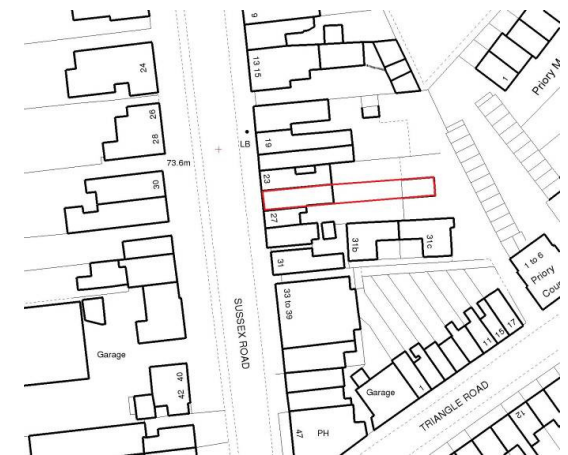 9
13 15
24
26
28
LB
19
73.6m
23
30
27
31
31b
31c
33 to 39
SUSSEX ROAD
Garage
40
42
47
PH
Garage
1
11
15
17
TRIANGLE ROAD
12
1 to 6
Priory
1
Priory